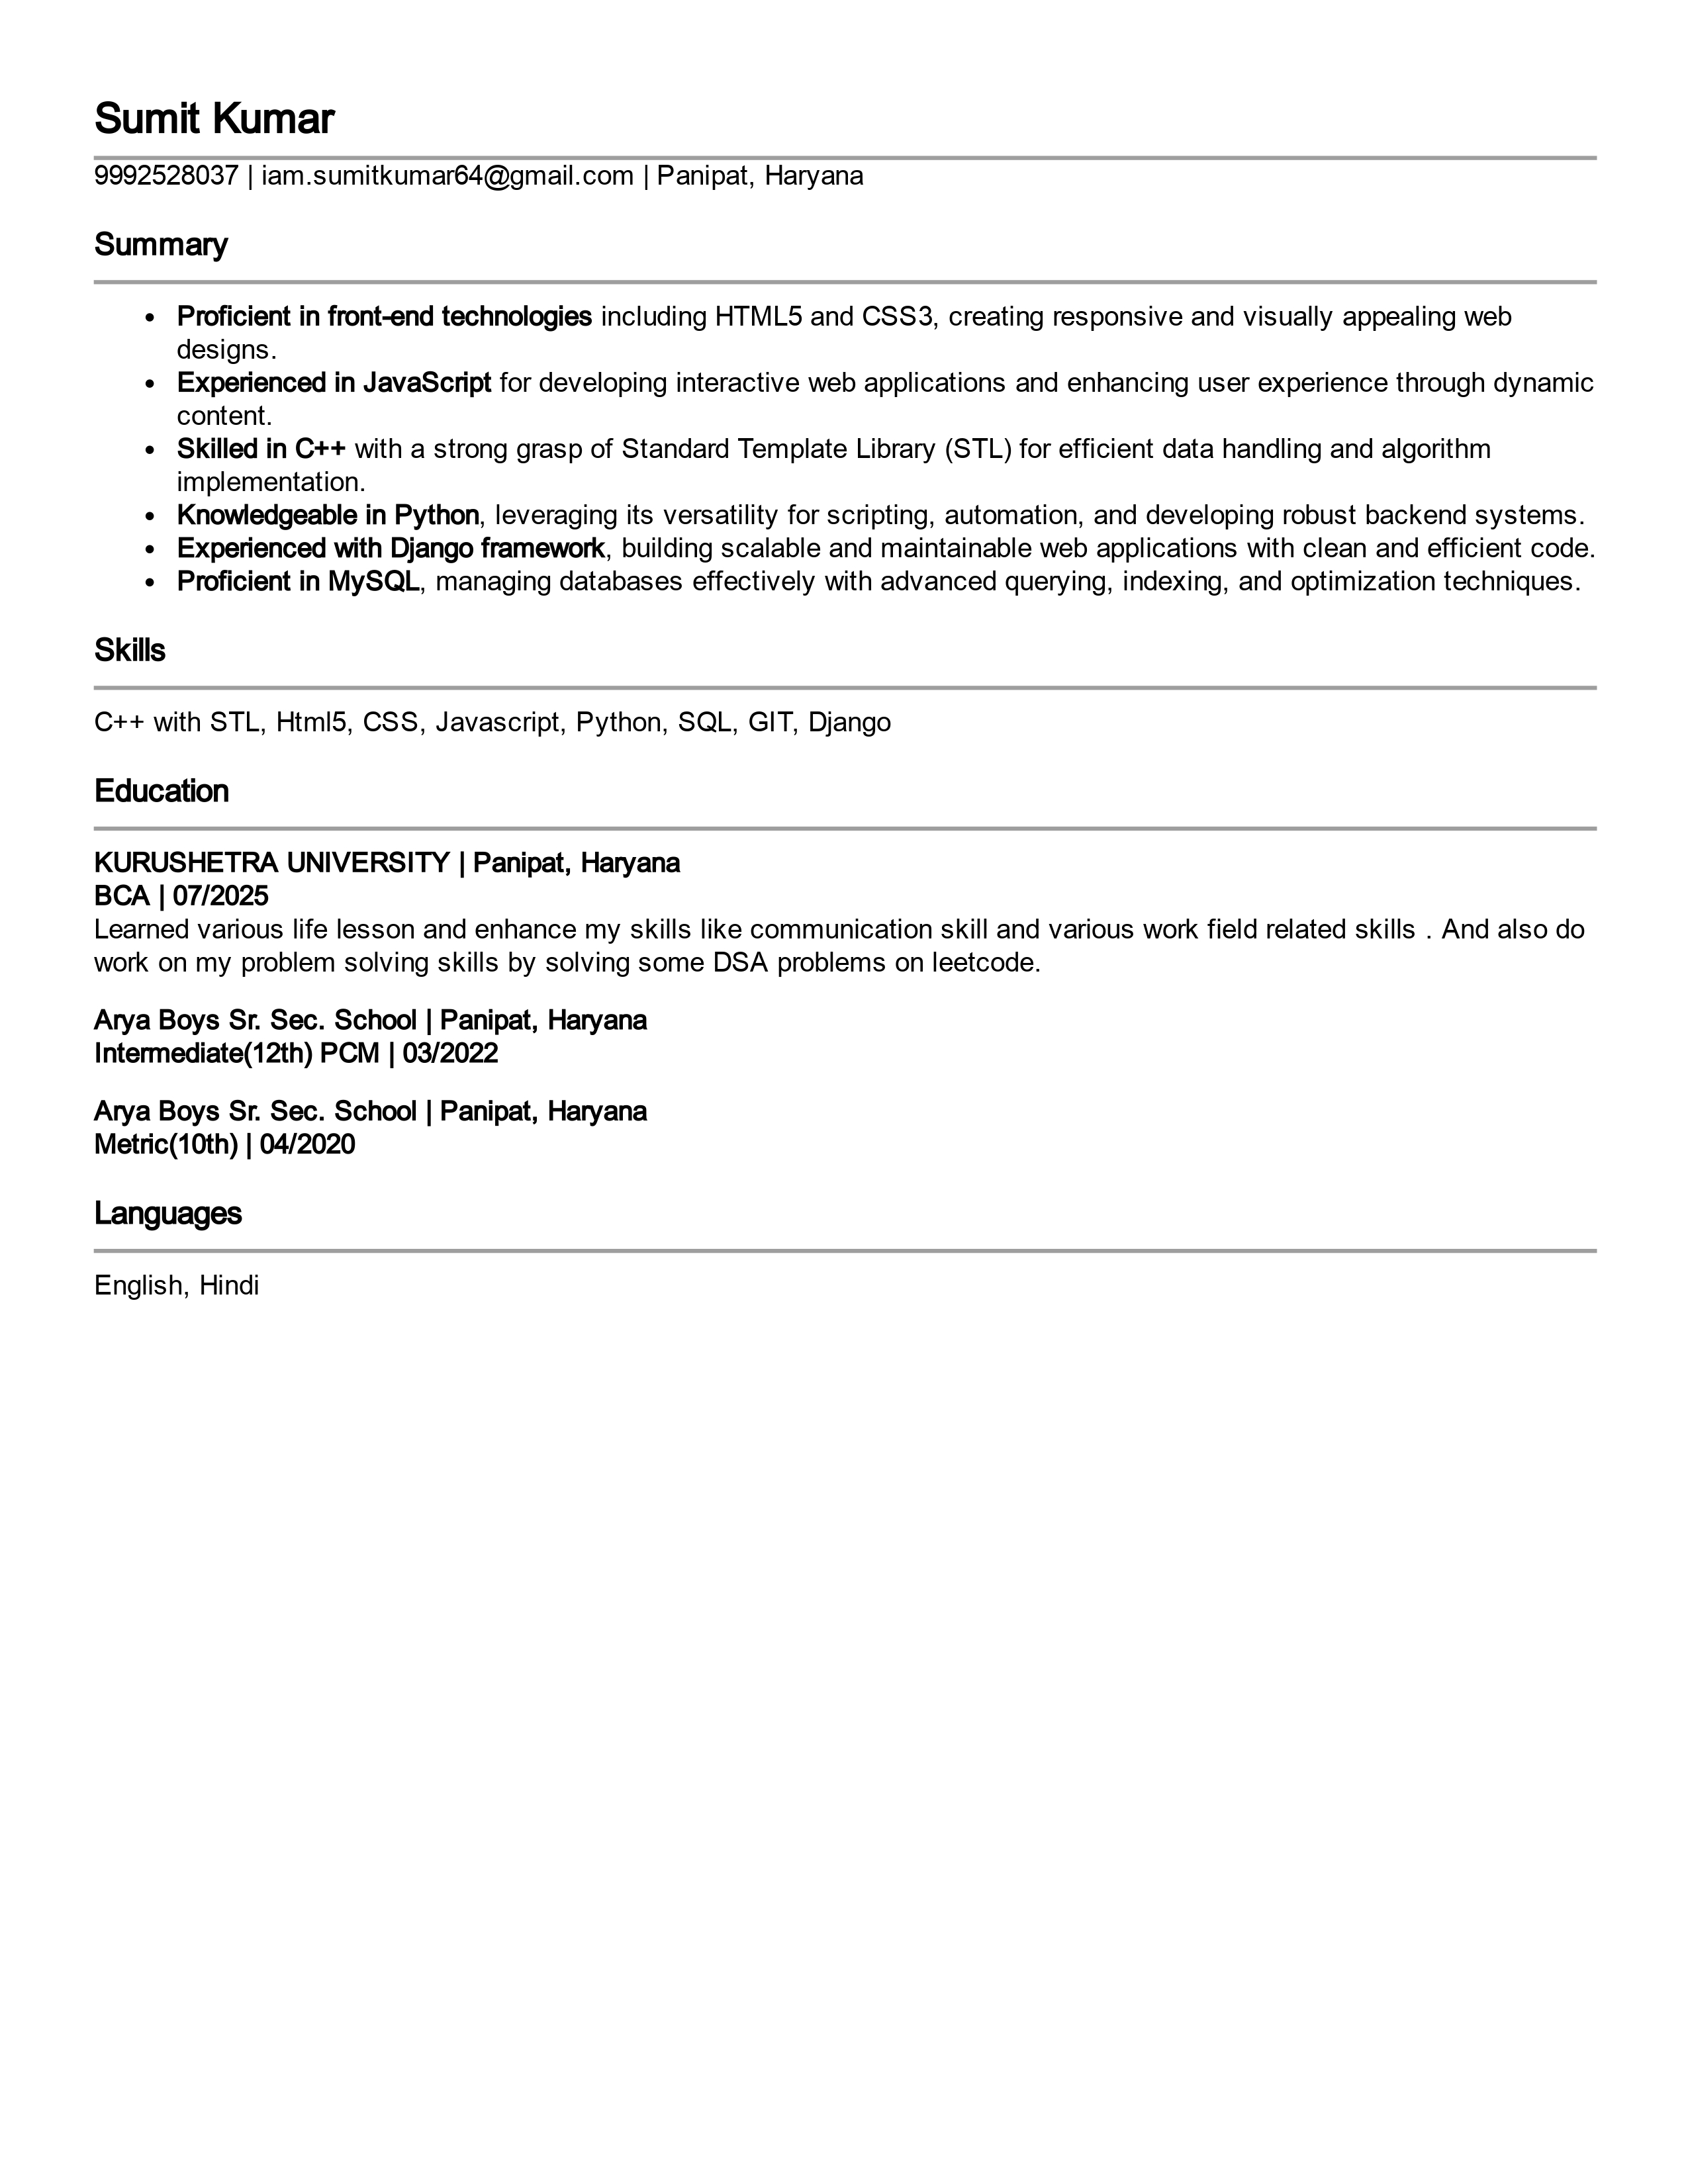 Sumit Kumar
9992528037 | iam.sumitkumar64@gmail.com | Panipat, Haryana
Summary
• Proficient in front-end technologies including HTML5 and CSS3, creating responsive and visually appealing web
designs.
• Experienced in JavaScript for developing interactive web applications and enhancing user experience through dynamic
content.
• Skilled in C++ with a strong grasp of Standard Template Library (STL) for efficient data handling and algorithm
implementation.
• Knowledgeable in Python, leveraging its versatility for scripting, automation, and developing robust backend systems.
• Experienced with Django framework, building scalable and maintainable web applications with clean and efficient code.
• Proficient in MySQL, managing databases effectively with advanced querying, indexing, and optimization techniques.
Skills
C++ with STL, Html5, CSS, Javascript, Python, SQL, GIT, Django
Education
KURUSHETRA UNIVERSITY | Panipat, Haryana
BCA | 07/2025
Learned various life lesson and enhance my skills like communication skill and various work field related skills . And also do
work on my problem solving skills by solving some DSA problems on leetcode.
Arya Boys Sr. Sec. School | Panipat, Haryana
Intermediate(12th) PCM | 03/2022
Arya Boys Sr. Sec. School | Panipat, Haryana
Metric(10th) | 04/2020
Languages
English, Hindi